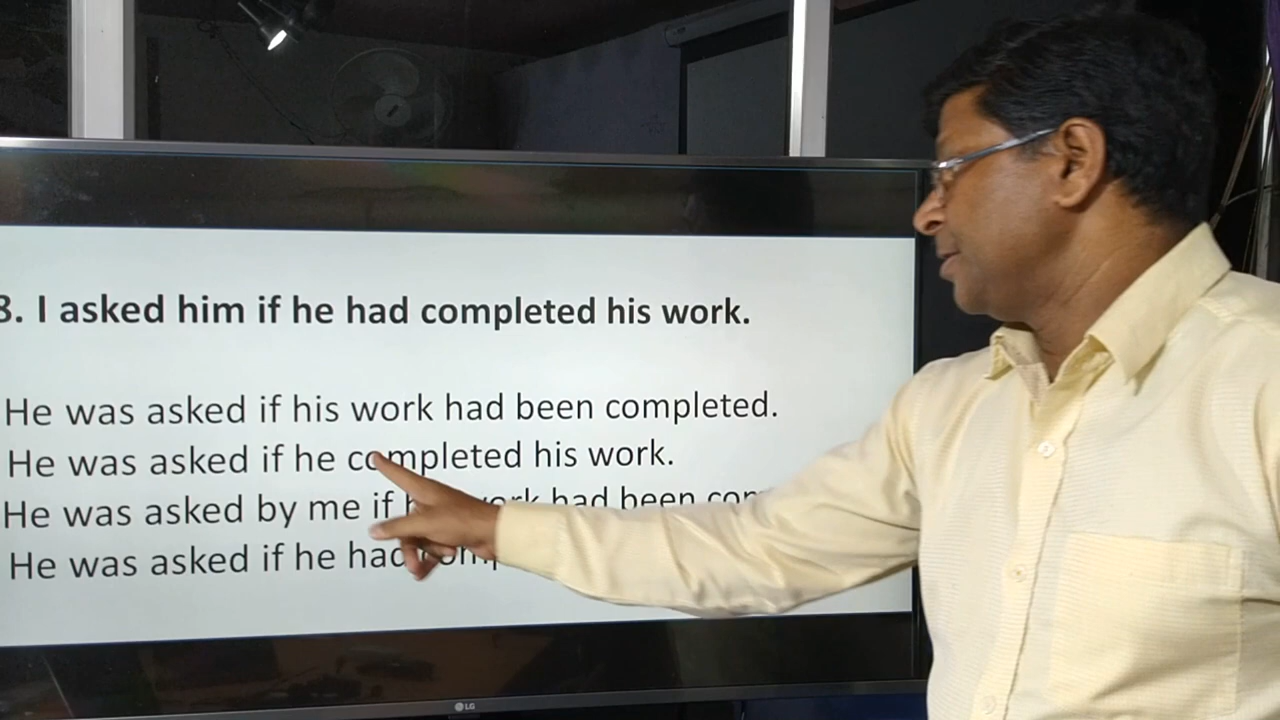 8. I asked him if he had completed his work.
He was asked if his work had been completed.
He was asked if he completed his work.
He was asked by me if had been
He was asked if he had
LG